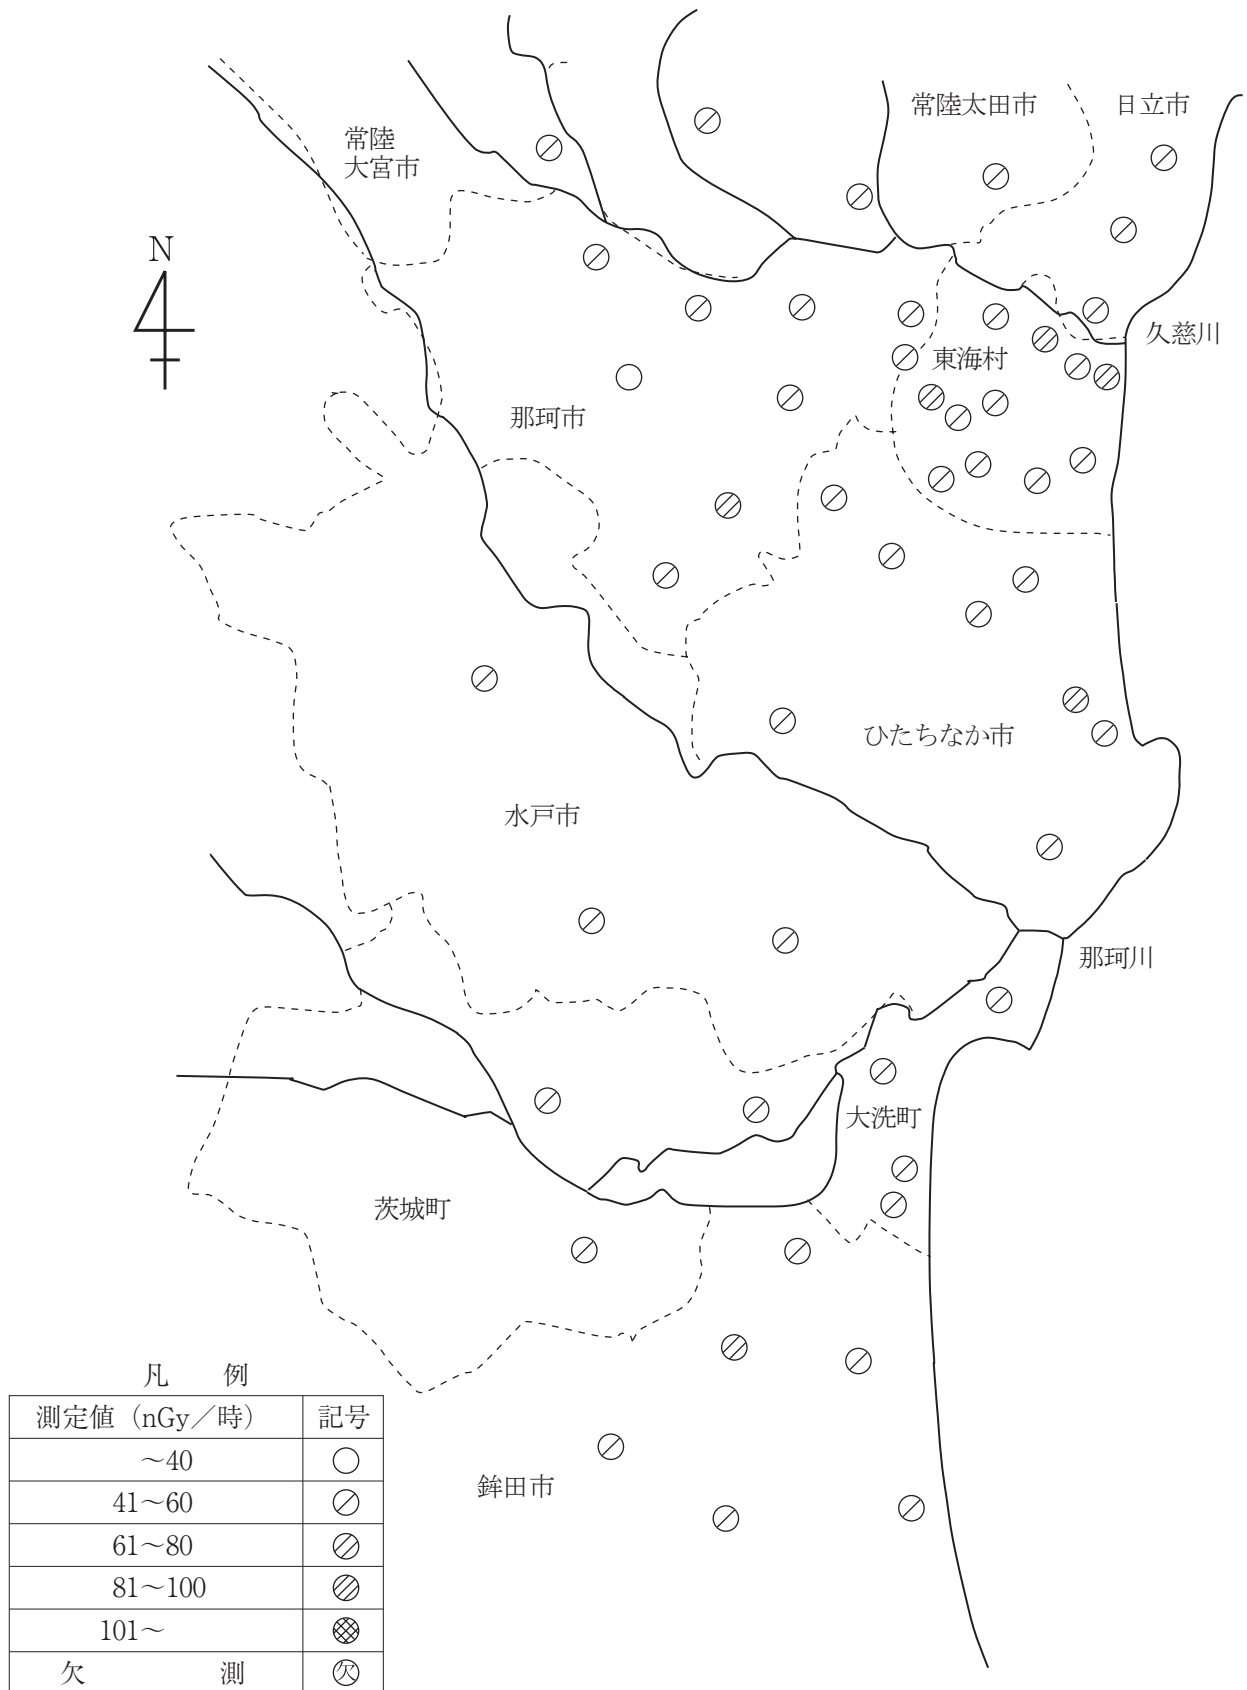 常陸太田市
日立市
常陸
大宮市
N
久慈川
東海村
那珂市
ひたちなか市
水戸市
那珂川
大洗町
茨城町
凡 例
測定値（nGy／時） 記号
～40
41～60
61～80
81～100
101～
欠 測 欠
鉾田市